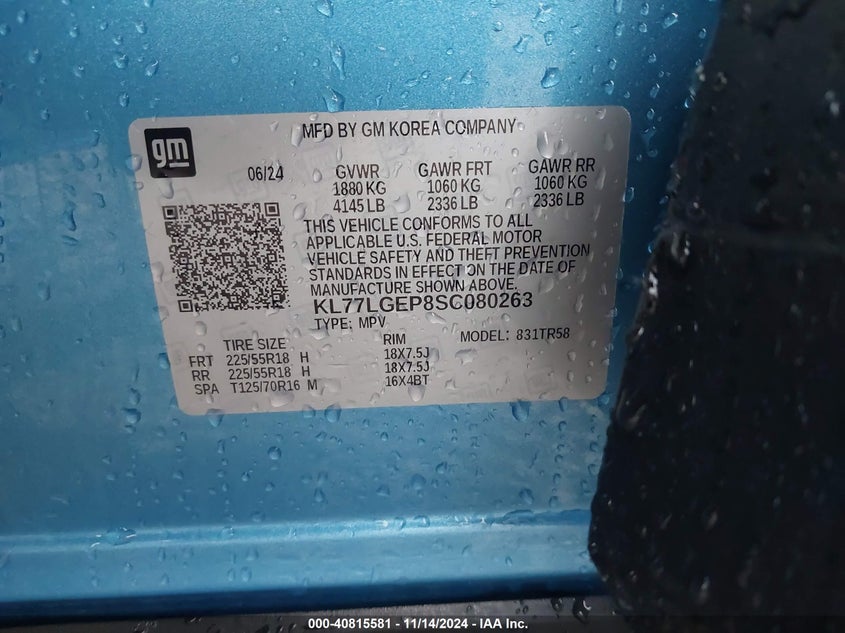 gm
MFD BY GM KOREA COMPANY
06/24 GVWR GAWR FRT GAWR RR
1880 KG 1060 KG 1060 KG
4145 LB 2336 LB 2336 LB
THIS VEHICLE CONFORMS TO ALL
APPLICABLE U.S. FEDERAL MOTOR
VEHICLE SAFETY AND THEFT PREVENTION
STANDARDS IN EFFECT ON THE DATE OF
MANUFACTURE SHOWN ABOVE.
KL77LGEP8SC080263
TYPE: MPV MODEL: 831TR58
TIRE SIZE RIM
FRT 225/55R18 H 18X7.5J
RR 225/55R18 H 18X7.5J
SPA T125/70R16 M 16X4BT
000-40815581 - 11/14/2024 - IAA Inc.